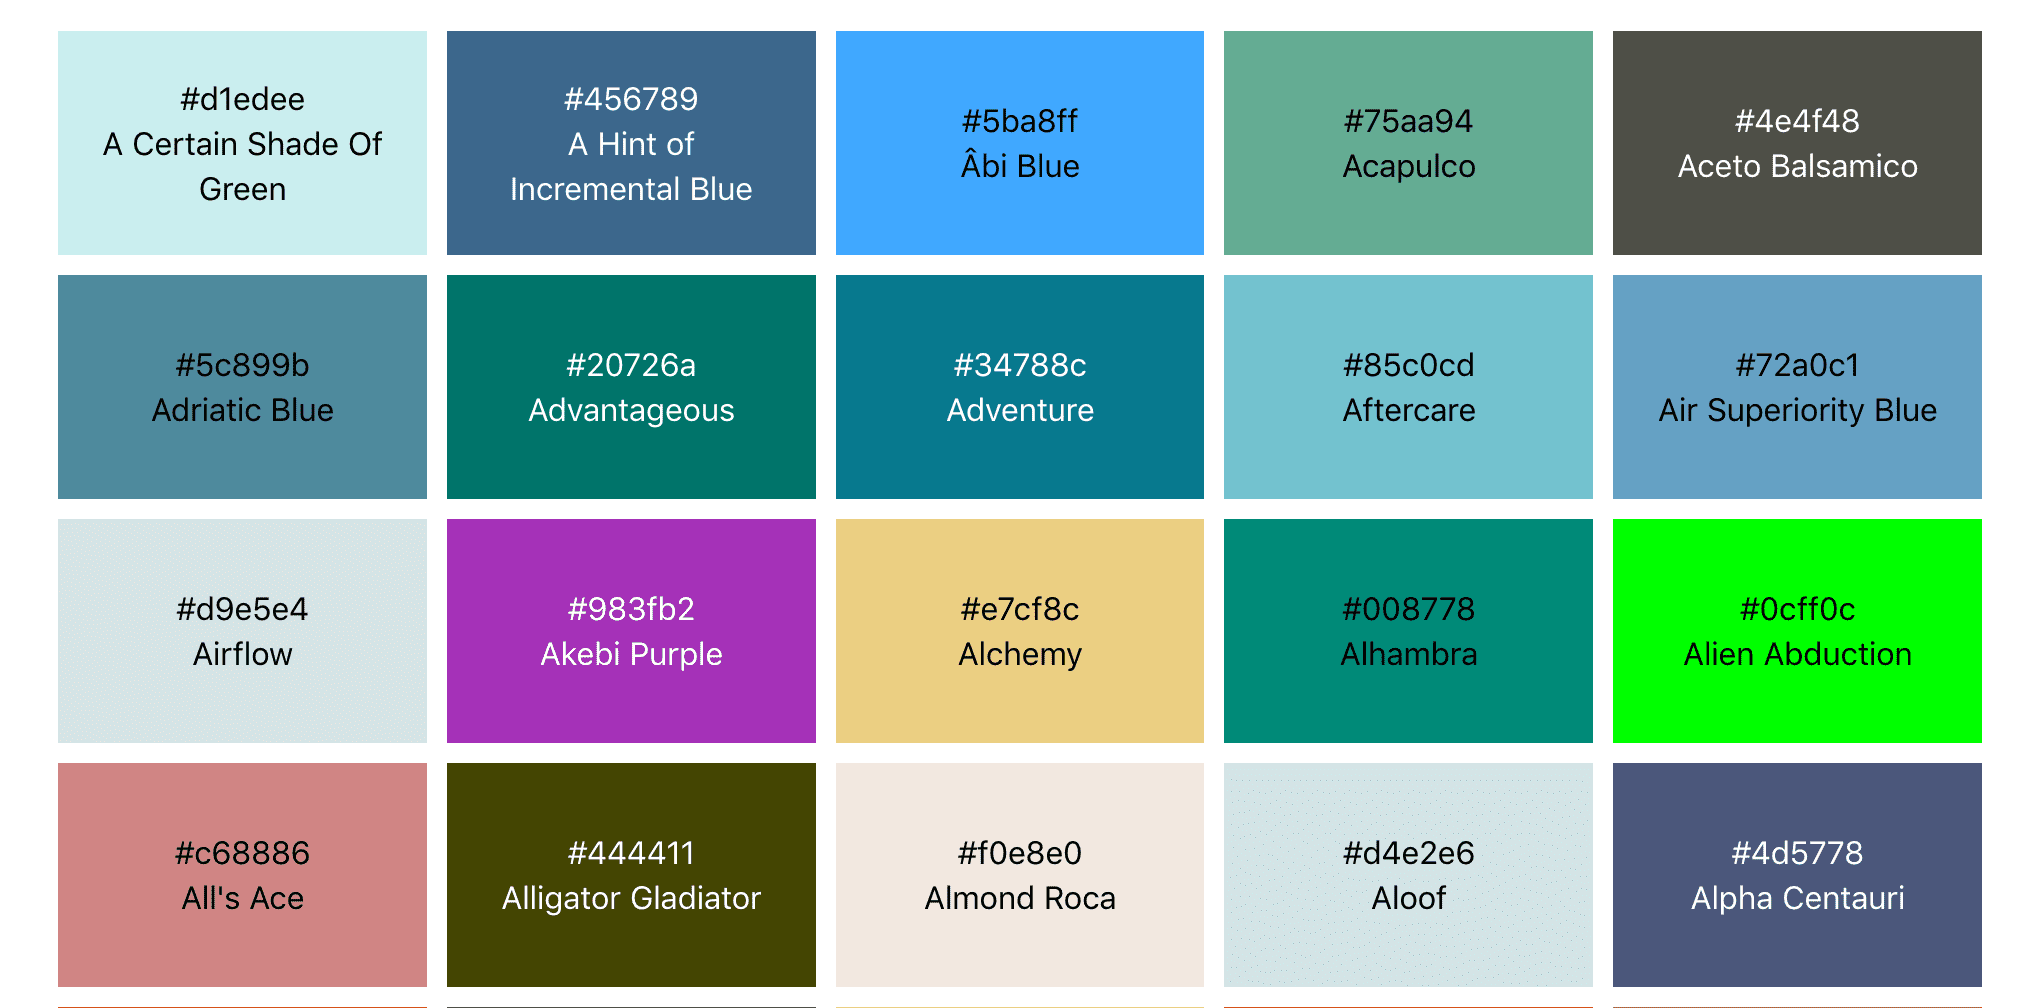 #d1edee
A Certain Shade Of
Green
#456789
A Hint of
Incremental Blue
#5ba8ff
Âbi Blue
#75aa94
Acapulco
#4e4f48
Aceto Balsamico
#5c899b
Adriatic Blue
#20726a
Advantageous
#34788c
Adventure
#85c0cd
Aftercare
#72a0c1
Air Superiority Blue
#d9e5e4
Airflow
#983fb2
Akebi Purple
#e7cf8c
Alchemy
#008778
Alhambra
#0cff0c
Alien Abduction
#c68886
All's Ace
#444411
Alligator Gladiator
#f0e8e0
Almond Roca
#d4e2e6
Aloof
#4d5778
Alpha Centauri